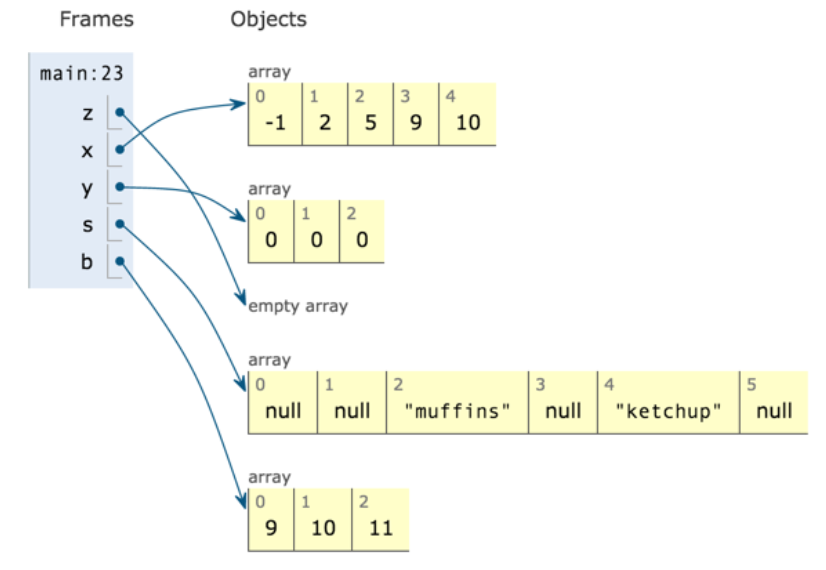 Frames Objects
main:23
z
x
y
s
b
array
0 1 2 3 4
-1 2 5 9 10
array
0 1 2
0 0 0
empty array
array
0 1 2 3 4 5
null null "muffins" null "ketchup" null
array
0 1 2
9 10 11